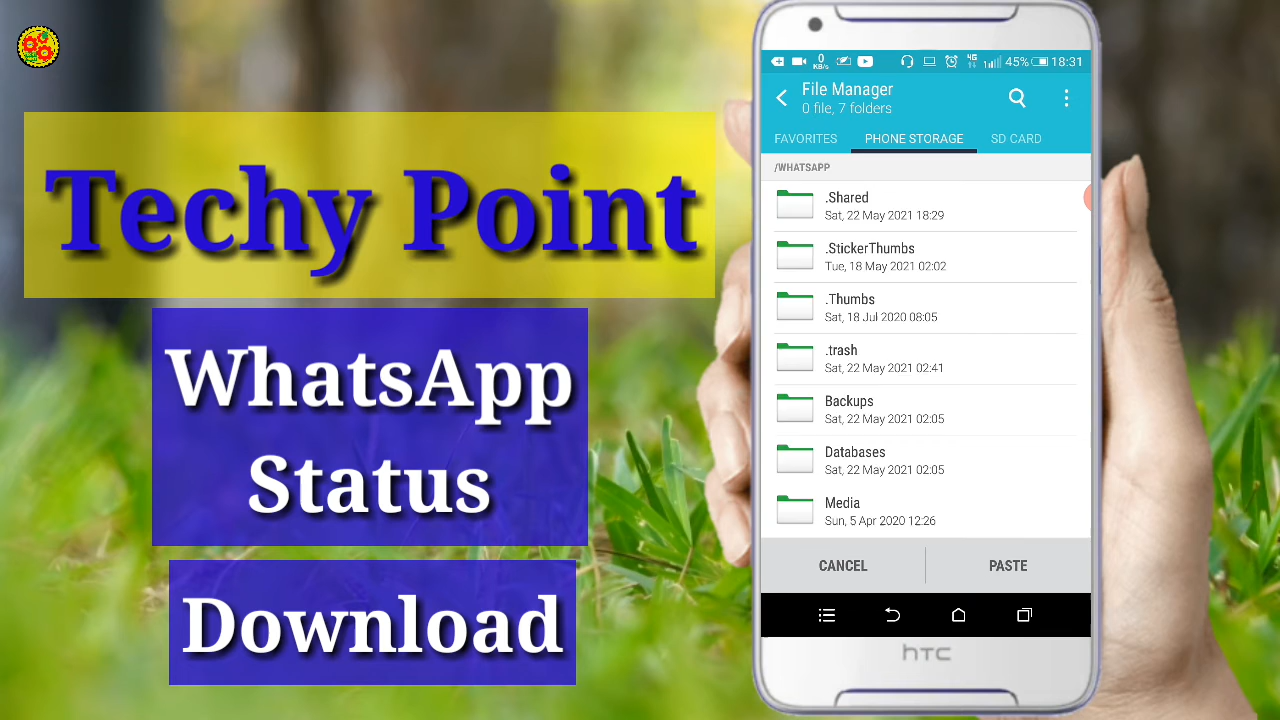 Techy Point
WhatsApp
Status
Download
0
KB/s
4G
45%
18:31
File Manager
0 file, 7 folders
FAVORITES
PHONE STORAGE
SD CARD
/WHATSAPP
.Shared
Sat, 22 May 2021 18:29
.StickerThumbs
Tue, 18 May 2021 02:02
.Thumbs
Sat, 18 Jul 2020 08:05
.trash
Sat, 22 May 2021 02:41
Backups
Sat, 22 May 2021 02:05
Databases
Sat, 22 May 2021 02:05
Media
Sun, 5 Apr 2020 12:26
CANCEL
PASTE
hTC